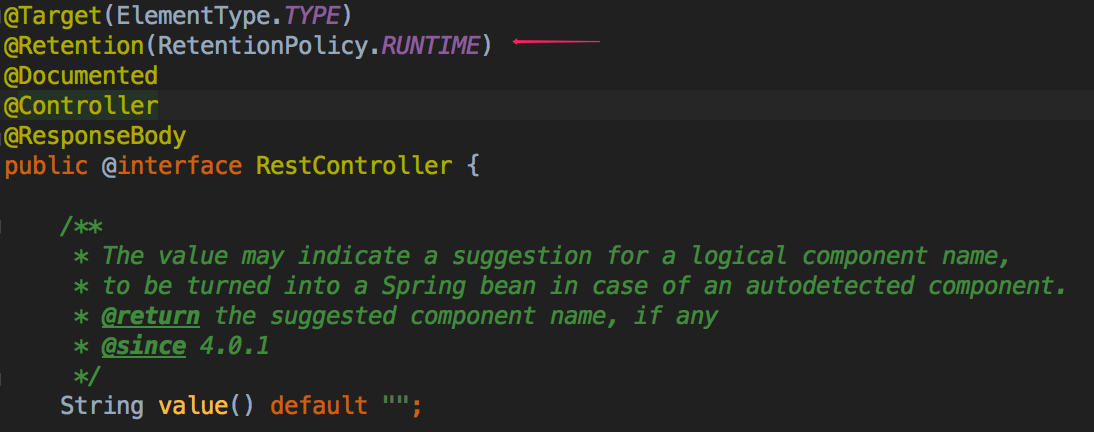 @Target(ElementType.TYPE)
@Retention(RetentionPolicy.RUNTIME)
@Documented
@Controller
@ResponseBody
public @interface RestController {
/**
* The value may indicate a suggestion for a logical component name,
* to be turned into a Spring bean in case of an autodetected component.
* @return the suggested component name, if any
* @since 4.0.1
*/
String value() default "";